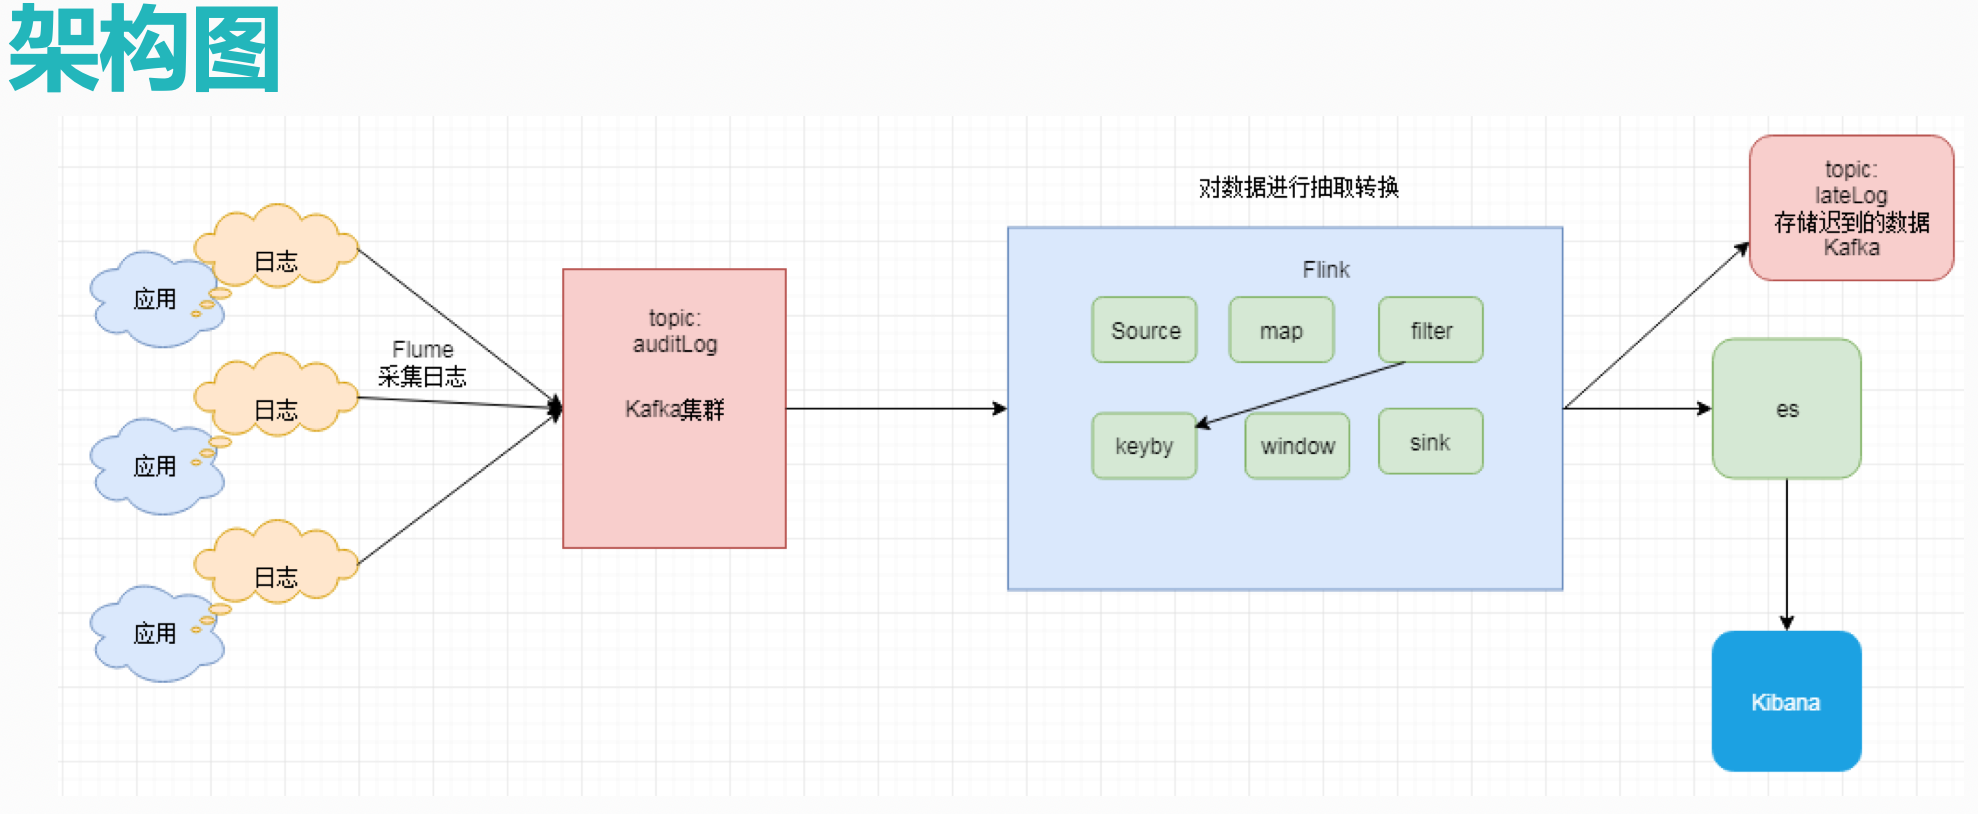 架构图
日志
应用
日志
应用
日志
应用
Flume
采集日志
topic:
auditLog
Kafka集群
对数据进行抽取转换
Flink
Source
map
filter
keyby
window
sink
topic:
lateLog
存储迟到的数据
Kafka
es
Kibana